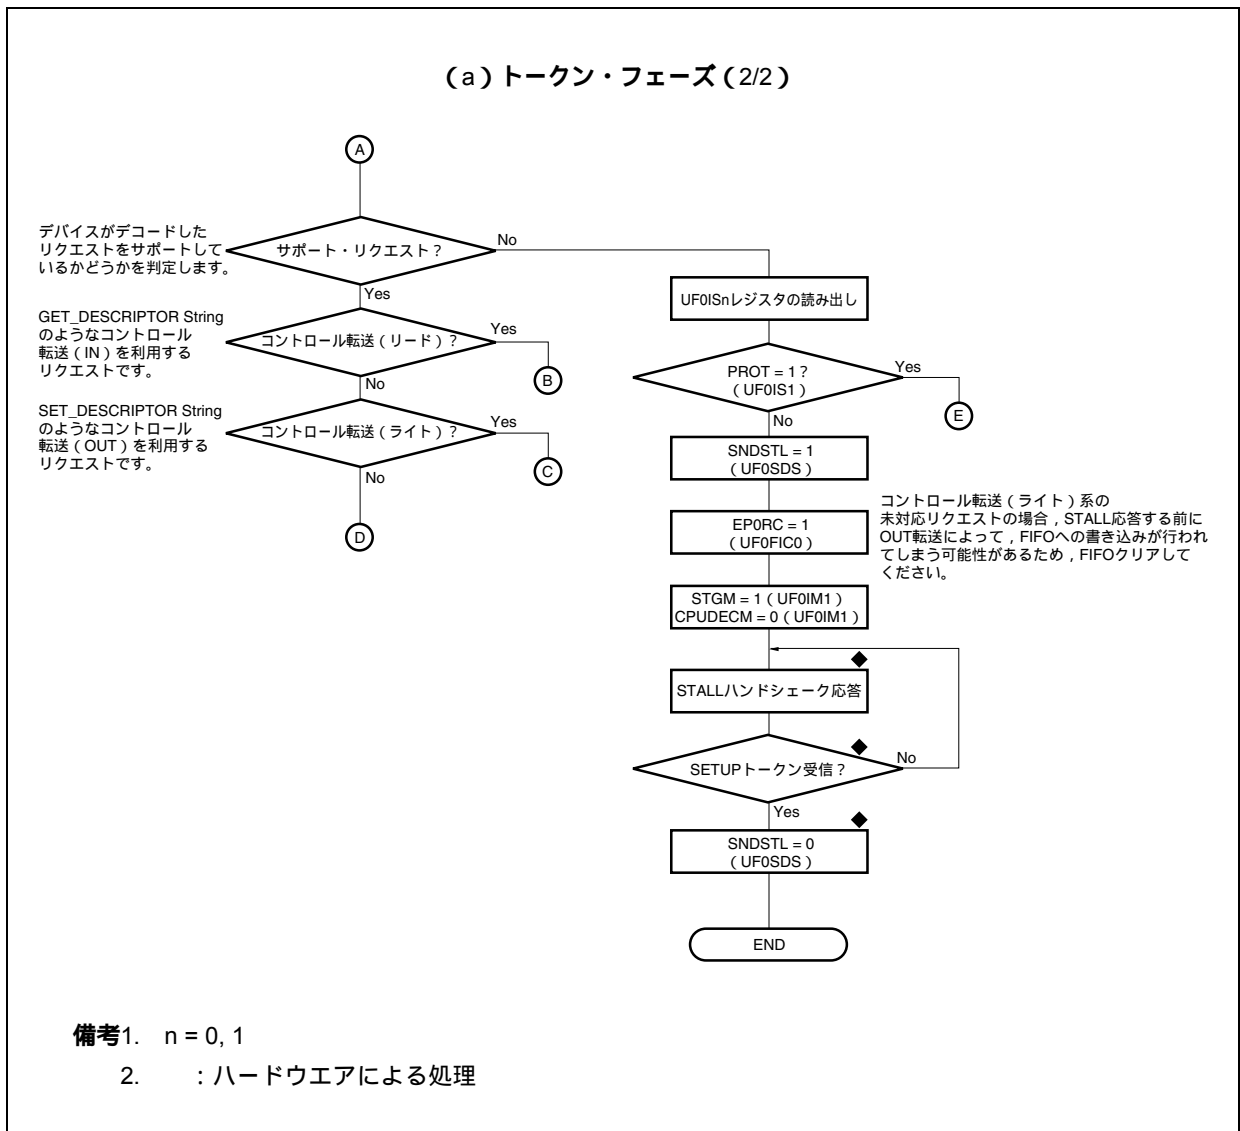 （a）トークン・フェーズ（2/2）
A
デバイスがデコードした
リクエストをサポートして
いるかどうかを判定します。
サポート・リクエスト？
No
Yes
GET_DESCRIPTOR String
のようなコントロール
転送（IN）を利用する
リクエストです。
コントロール転送（リード）？
Yes
B
No
SET_DESCRIPTOR String
のようなコントロール
転送（OUT）を利用する
リクエストです。
コントロール転送（ライト）？
Yes
C
No
D
UF0ISnレジスタの読み出し
PROT = 1？
（UF0IS1）
Yes
E
No
SNDSTL = 1
（UF0SDS）
EP0RC = 1
（UF0FIC0）
コントロール転送（ライト）系の
未対応リクエストの場合，STALL応答する前に
OUT転送によって，FIFOへの書き込みが行われ
てしまう可能性があるため，FIFOクリアして
ください。
STGM = 1（UF0IM1）
CPUDECM = 0（UF0IM1）
STALLハンドシェーク応答
SETUPトークン受信？
No
Yes
SNDSTL = 0
（UF0SDS）
END
備考1. n = 0, 1
2. ：ハードウエアによる処理